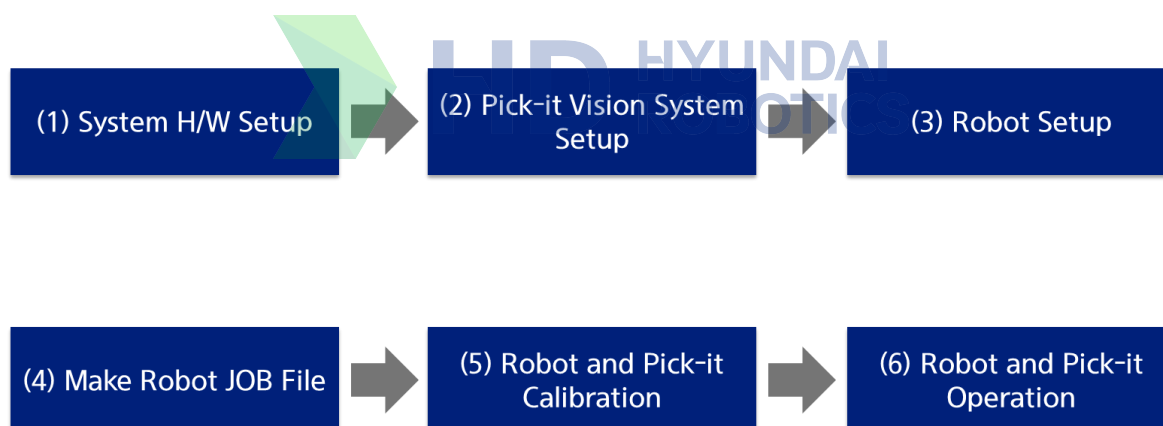 HD HYUNDAI
ROBOTICS
(1) System H/W Setup
(2) Pick-it Vision System
Setup
(3) Robot Setup
(4) Make Robot JOB File
(5) Robot and Pick-it
Calibration
(6) Robot and Pick-it
Operation